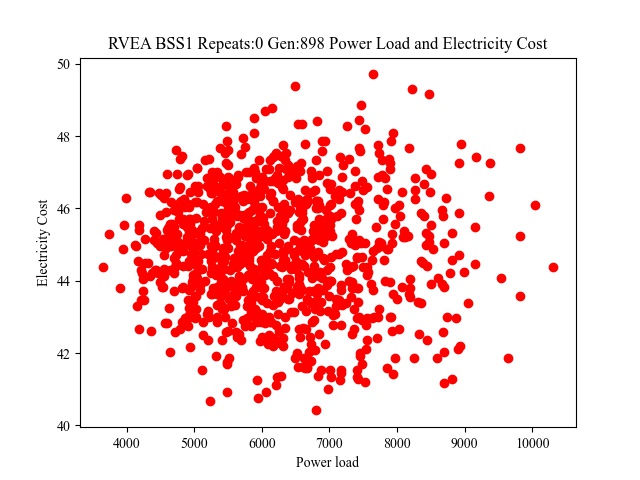 RVEA BSS1 Repeats:0 Gen:898 Power Load and Electricity Cost
50
48
46
44
42
40
Electricity Cost
4000 5000 6000 7000 8000 9000 10000
Power load